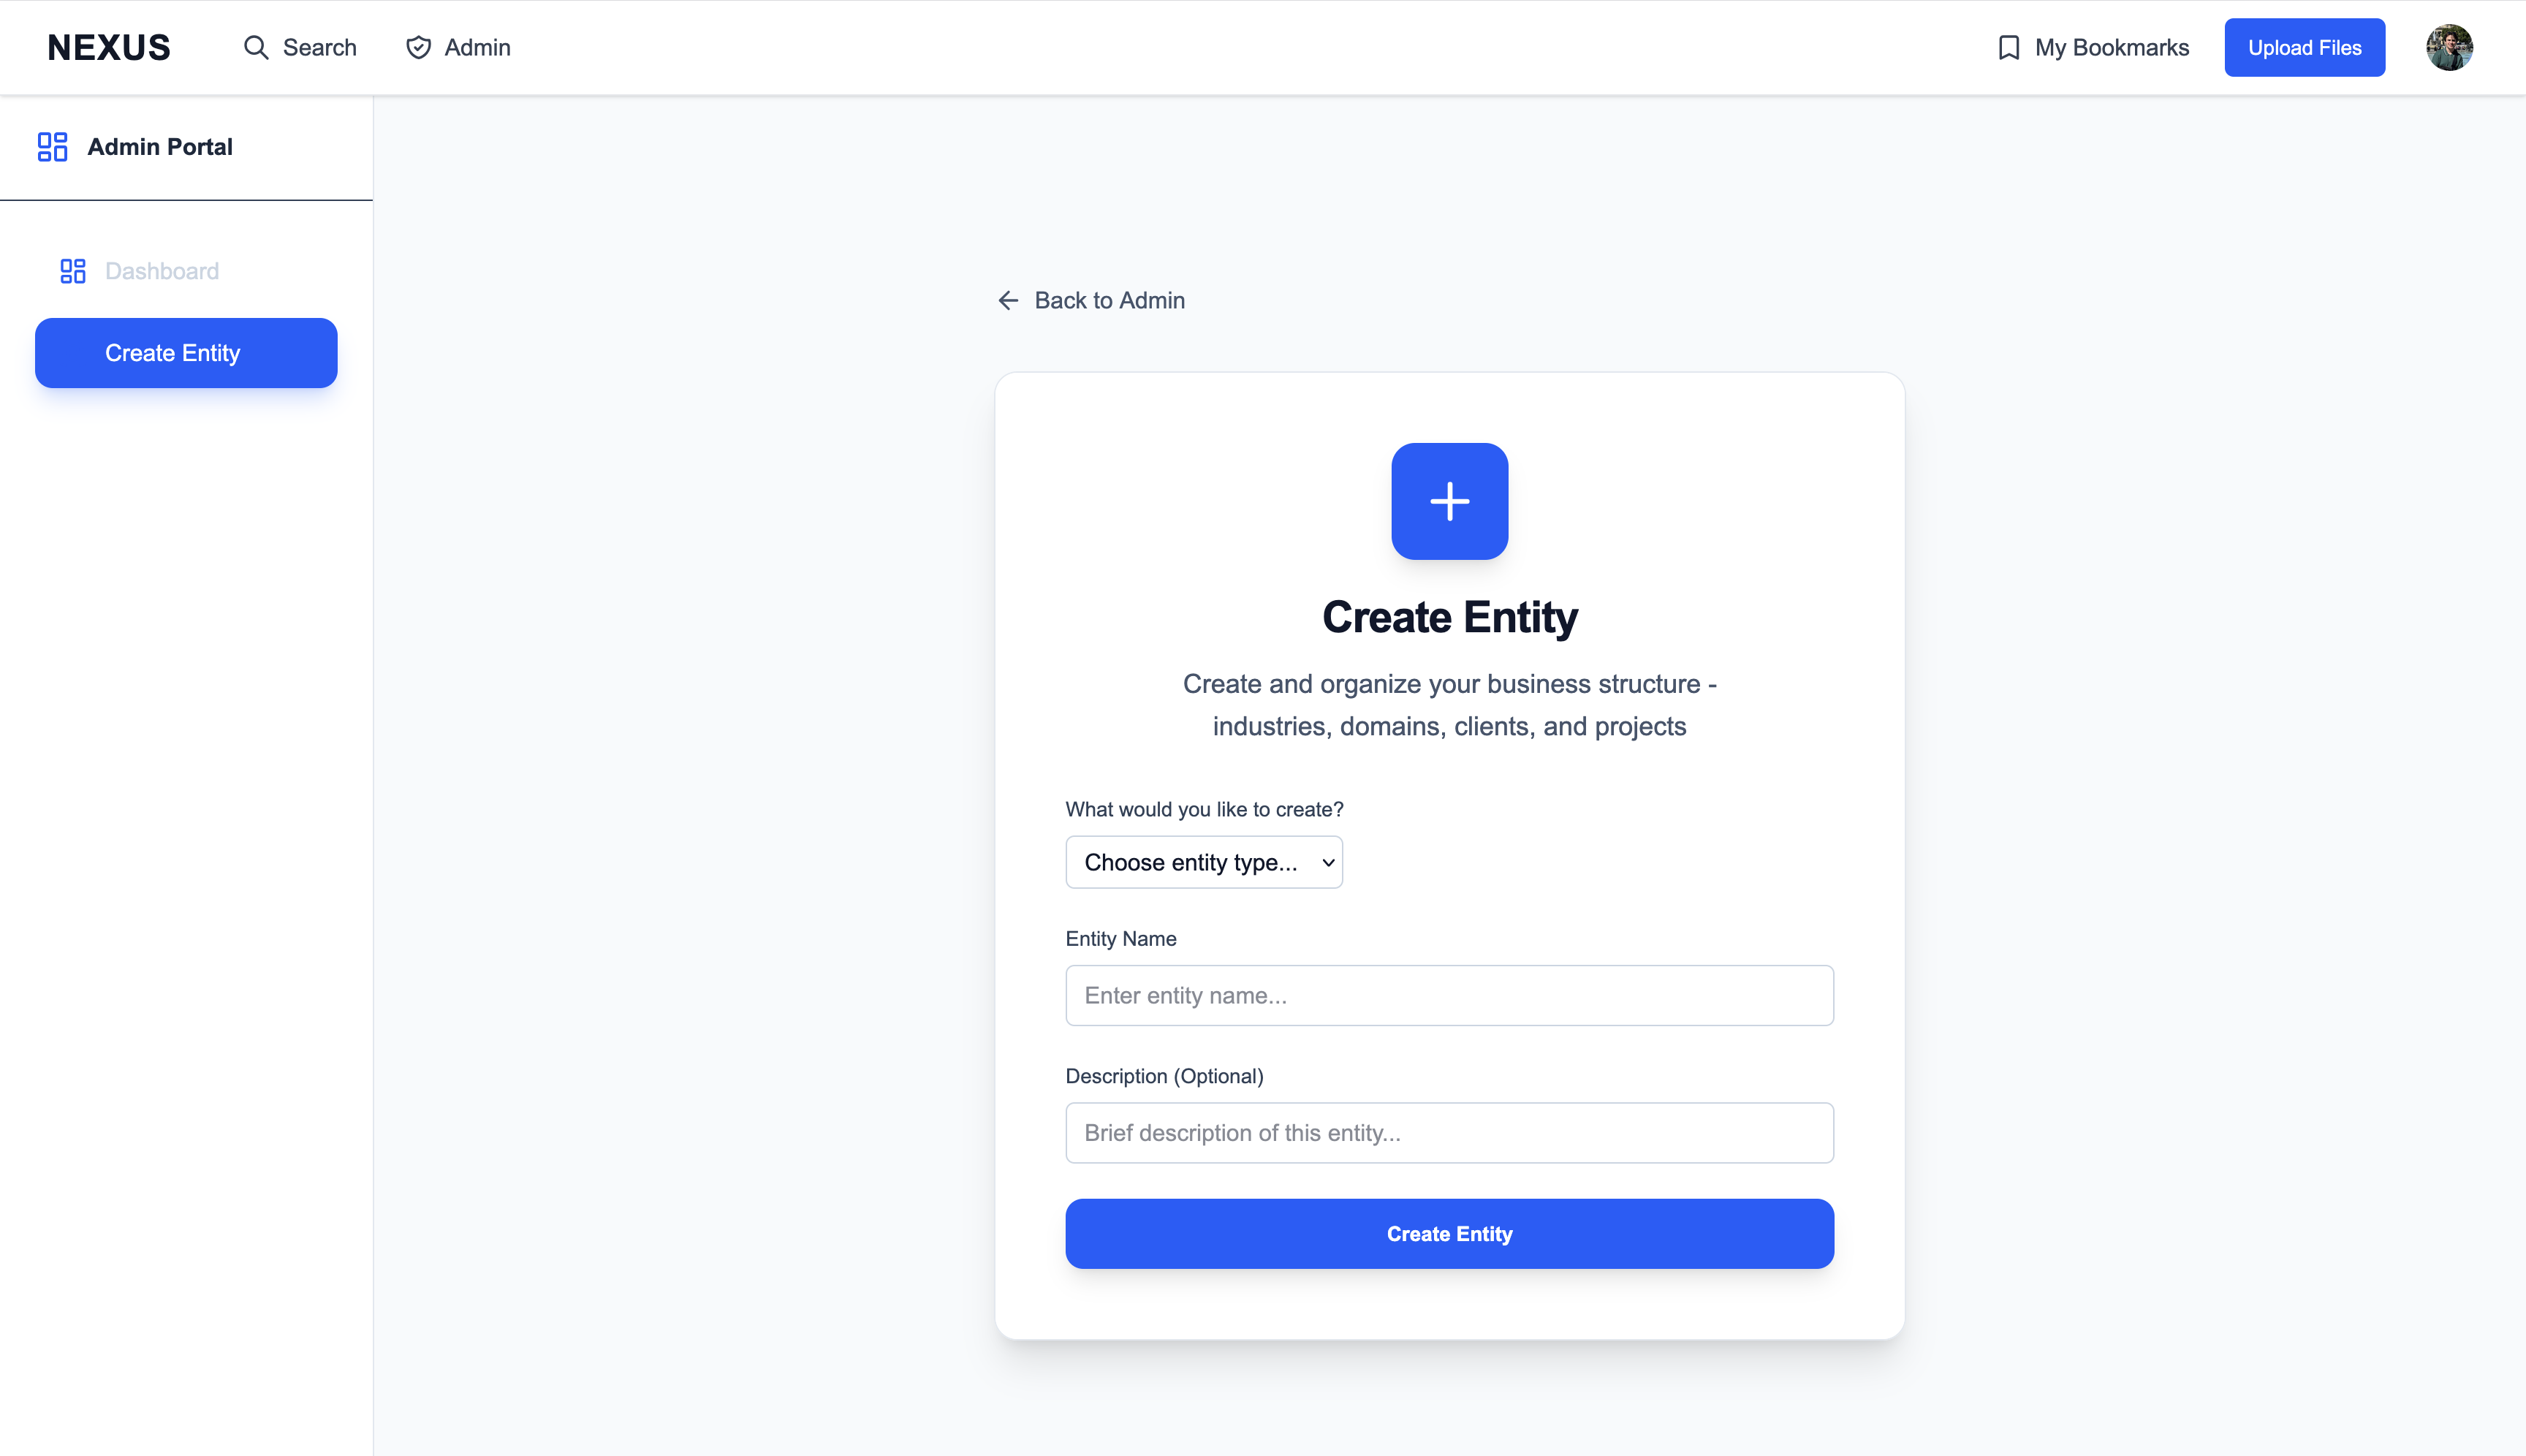 NEXUS
Search
Admin
My Bookmarks
Upload Files
Admin Portal
Dashboard
Create Entity
Back to Admin
Create Entity
Create and organize your business structure -
industries, domains, clients, and projects
What would you like to create?
Choose entity type...
Entity Name
Enter entity name...
Description (Optional)
Brief description of this entity...
Create Entity